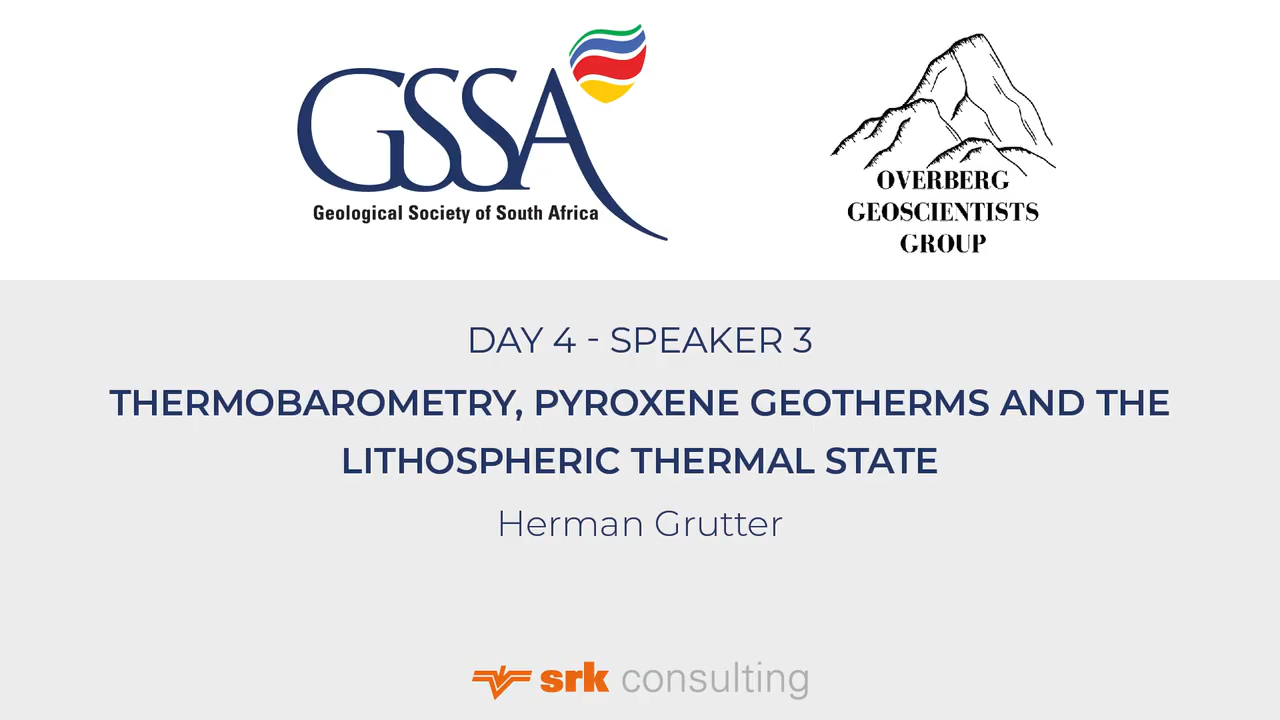 GSSA
Geological Society of South Africa
OVERBERG
GEOSCIENTISTS
GROUP
DAY 4 - SPEAKER 3
THERMOBAROMETRY, PYROXENE GEOTHERMS AND THE
LITHOSPHERIC THERMAL STATE
Herman Grutter
srk consulting